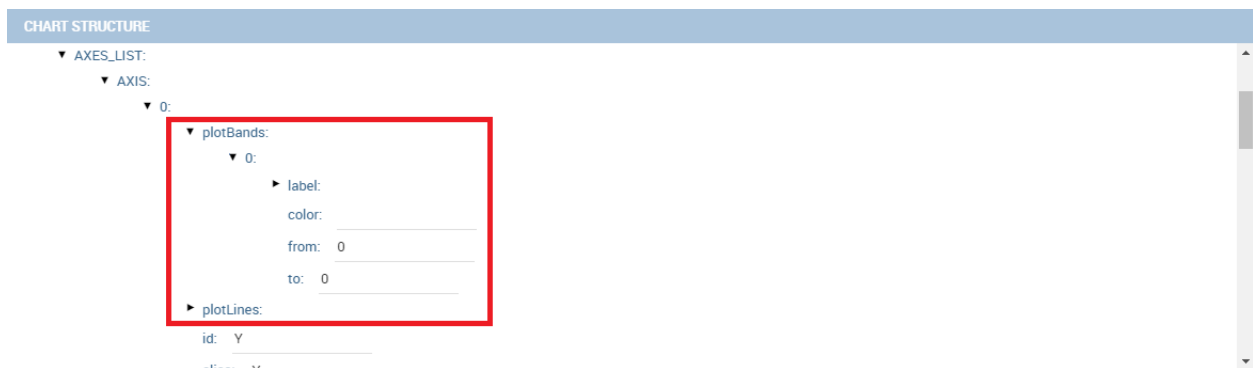 CHART STRUCTURE
AXES_LIST:
AXIS:
0:
plotBands:
0:
label:
color:
from: 0
to: 0
plotLines:
id: Y